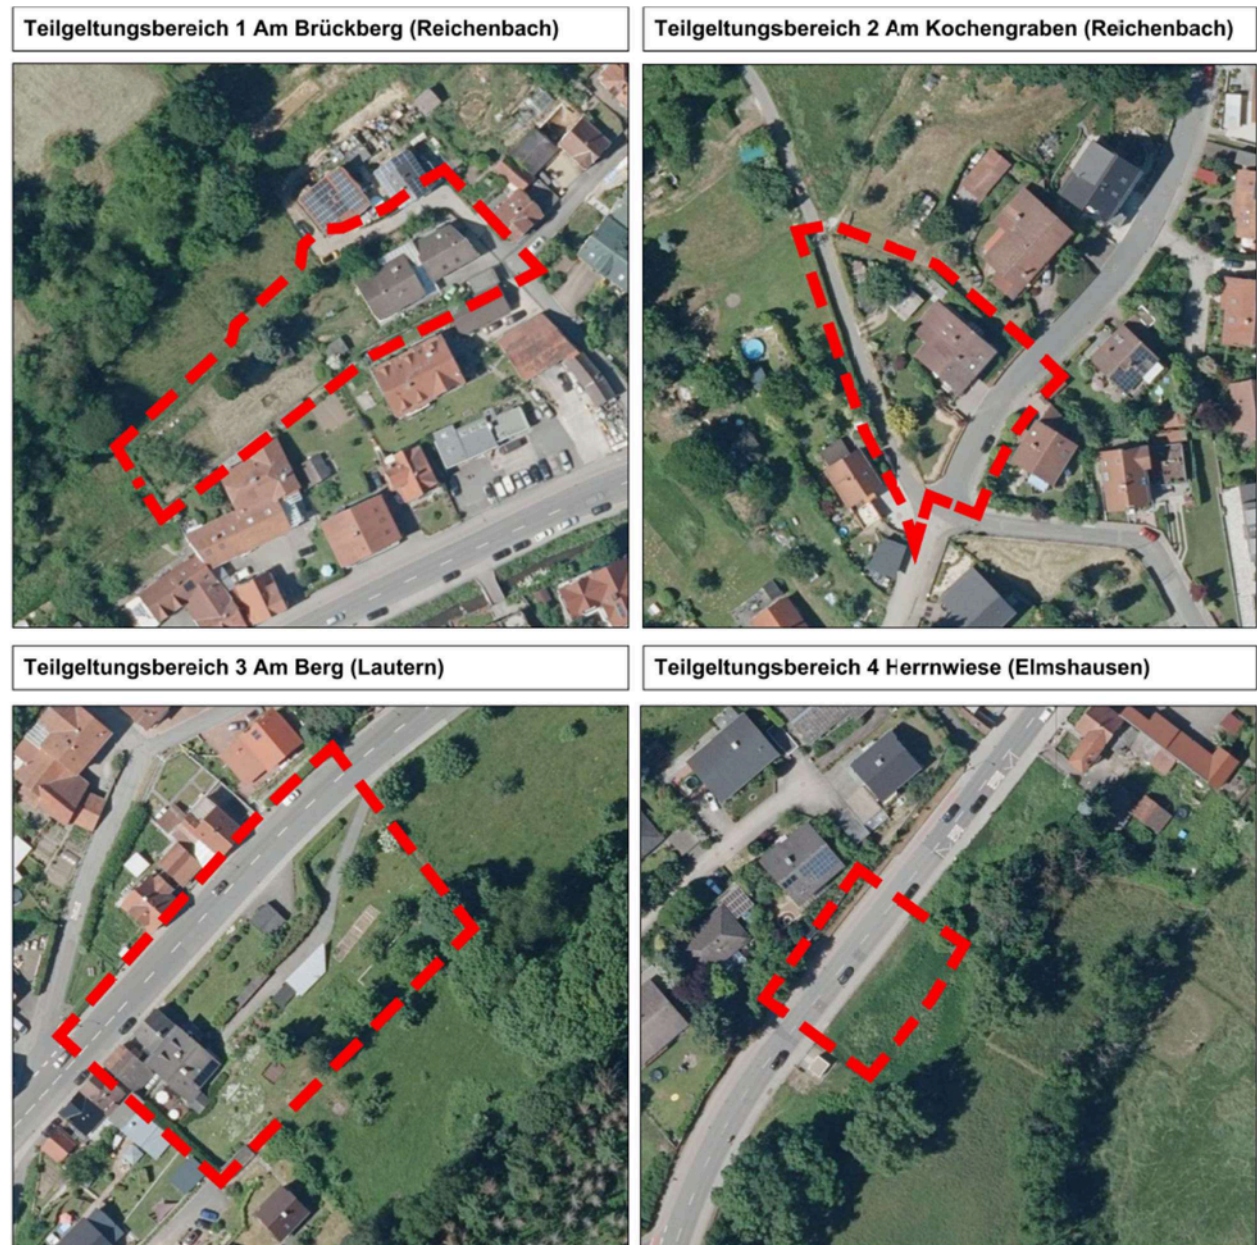 Teilgeltungsbereich 1 Am Brückberg (Reichenbach)
Teilgeltungsbereich 2 Am Kochengraben (Reichenbach)
Teilgeltungsbereich 3 Am Berg (Lautern)
Teilgeltungsbereich 4 Herrnwiese (Elmshausen)